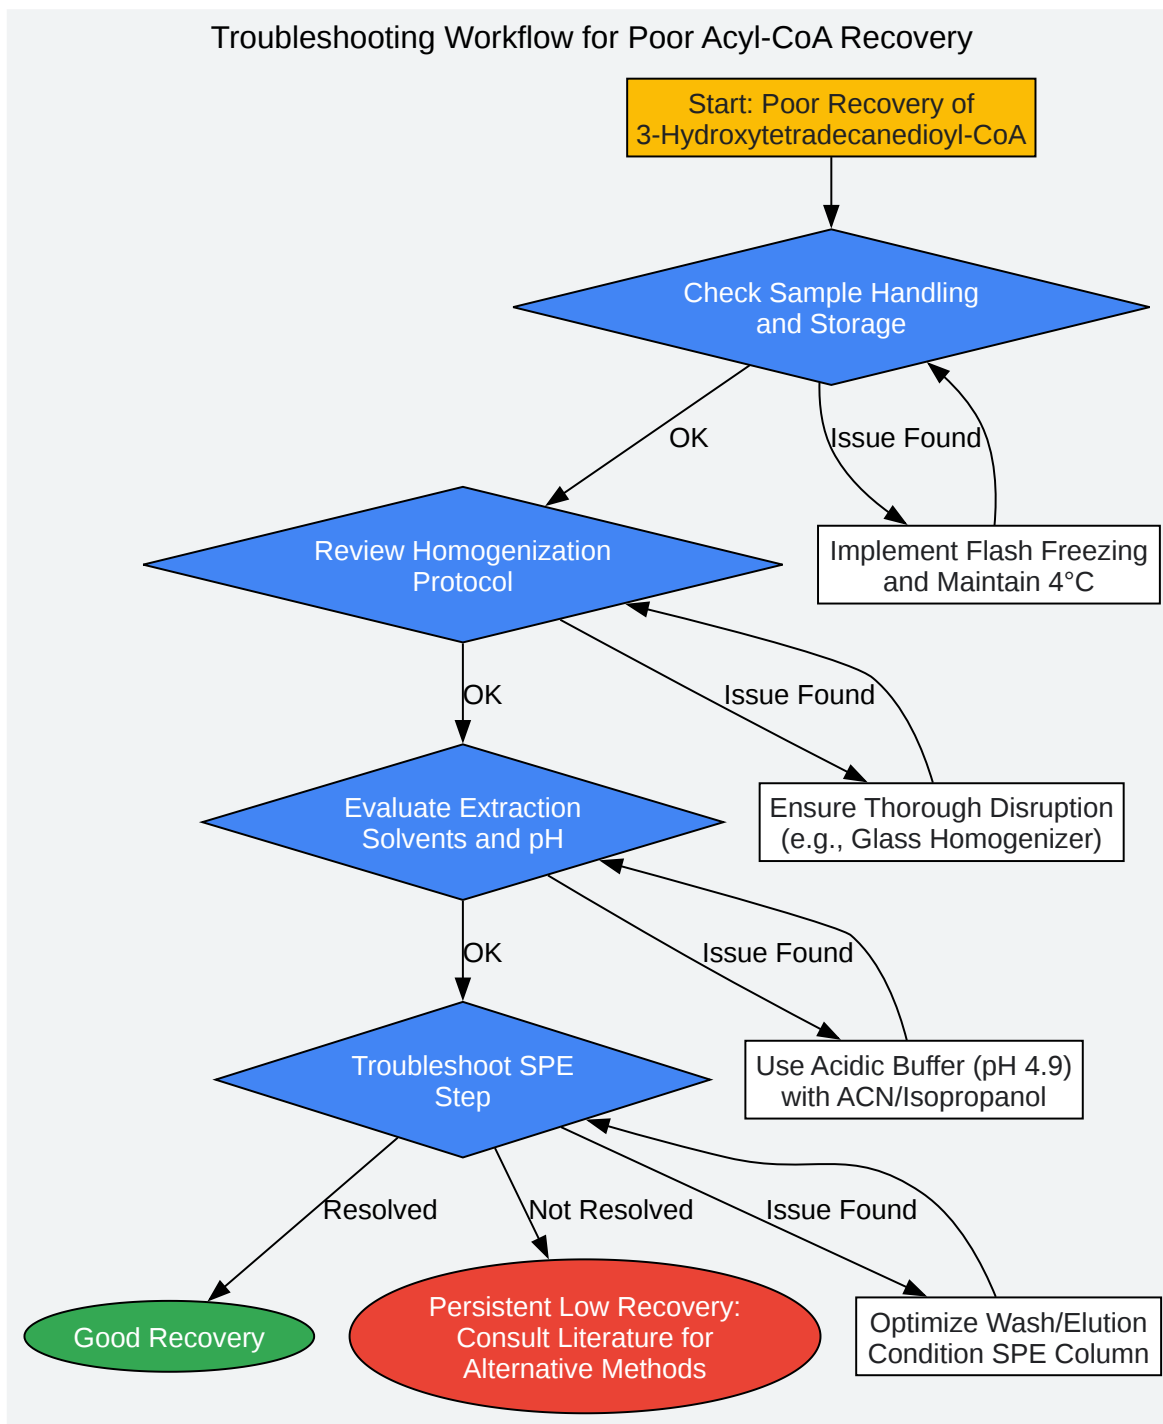 Troubleshooting Workflow for Poor Acyl-CoA Recovery
Start: Poor Recovery of
3-Hydroxytetradecanedioyl-CoA
Check Sample Handling
and Storage
OK
Issue Found
Review Homogenization
Protocol
Implement Flash Freezing
and Maintain 4°C
OK
Issue Found
Evaluate Extraction
Solvents and pH
Ensure Thorough Disruption
(e.g., Glass Homogenizer)
OK
Issue Found
Troubleshoot SPE
Step
Use Acidic Buffer (pH 4.9)
with ACN/Isopropanol
Resolved
Not Resolved
Issue Found
Good Recovery
Persistent Low Recovery:
Consult Literature for
Alternative Methods
Optimize Wash/Elution
Condition SPE Column